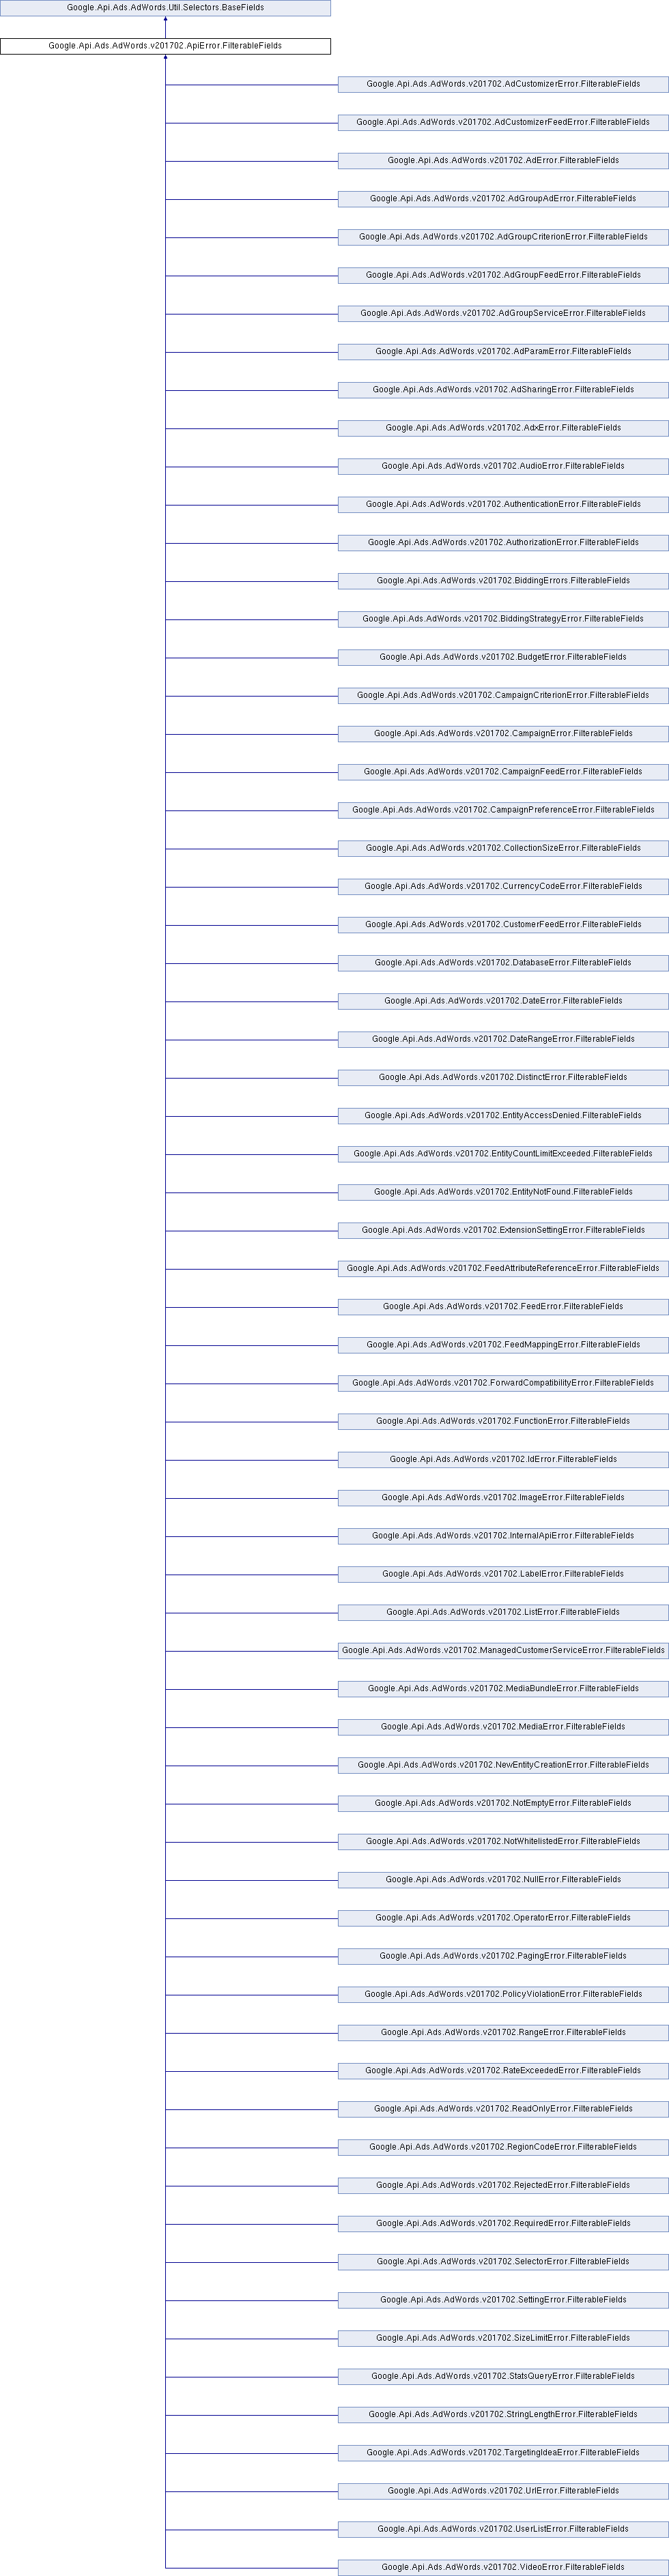 Google.Api.Ads.AdWords.Util.Selectors.BaseFields
Google.Api.Ads.AdWords.v201702.ApiError.FilterableFields
Google.Api.Ads.AdWords.v201702.AdCustomizerError.FilterableFields
Google.Api.Ads.AdWords.v201702.AdCustomizerFeedError.FilterableFields
Google.Api.Ads.AdWords.v201702.AdError.FilterableFields
Google.Api.Ads.AdWords.v201702.AdGroupAdError.FilterableFields
Google.Api.Ads.AdWords.v201702.AdGroupCriterionError.FilterableFields
Google.Api.Ads.AdWords.v201702.AdGroupFeedError.FilterableFields
Google.Api.Ads.AdWords.v201702.AdGroupServiceError.FilterableFields
Google.Api.Ads.AdWords.v201702.AdParamError.FilterableFields
Google.Api.Ads.AdWords.v201702.AdSharingError.FilterableFields
Google.Api.Ads.AdWords.v201702.AdxError.FilterableFields
Google.Api.Ads.AdWords.v201702.AudioError.FilterableFields
Google.Api.Ads.AdWords.v201702.AuthenticationError.FilterableFields
Google.Api.Ads.AdWords.v201702.AuthorizationError.FilterableFields
Google.Api.Ads.AdWords.v201702.BiddingErrors.FilterableFields
Google.Api.Ads.AdWords.v201702.BiddingStrategyError.FilterableFields
Google.Api.Ads.AdWords.v201702.BudgetError.FilterableFields
Google.Api.Ads.AdWords.v201702.CampaignCriterionError.FilterableFields
Google.Api.Ads.AdWords.v201702.CampaignError.FilterableFields
Google.Api.Ads.AdWords.v201702.CampaignFeedError.FilterableFields
Google.Api.Ads.AdWords.v201702.CampaignPreferenceError.FilterableFields
Google.Api.Ads.AdWords.v201702.CollectionSizeError.FilterableFields
Google.Api.Ads.AdWords.v201702.CurrencyCodeError.FilterableFields
Google.Api.Ads.AdWords.v201702.CustomerFeedError.FilterableFields
Google.Api.Ads.AdWords.v201702.DatabaseError.FilterableFields
Google.Api.Ads.AdWords.v201702.DateError.FilterableFields
Google.Api.Ads.AdWords.v201702.DateRangeError.FilterableFields
Google.Api.Ads.AdWords.v201702.DistinctError.FilterableFields
Google.Api.Ads.AdWords.v201702.EntityAccessDenied.FilterableFields
Google.Api.Ads.AdWords.v201702.EntityCountLimitExceeded.FilterableFields
Google.Api.Ads.AdWords.v201702.EntityNotFound.FilterableFields
Google.Api.Ads.AdWords.v201702.ExtensionSettingError.FilterableFields
Google.Api.Ads.AdWords.v201702.FeedAttributeReferenceError.FilterableFields
Google.Api.Ads.AdWords.v201702.FeedError.FilterableFields
Google.Api.Ads.AdWords.v201702.FeedMappingError.FilterableFields
Google.Api.Ads.AdWords.v201702.ForwardCompatibilityError.FilterableFields
Google.Api.Ads.AdWords.v201702.FunctionError.FilterableFields
Google.Api.Ads.AdWords.v201702.IdError.FilterableFields
Google.Api.Ads.AdWords.v201702.ImageError.FilterableFields
Google.Api.Ads.AdWords.v201702.InternalApiError.FilterableFields
Google.Api.Ads.AdWords.v201702.LabelError.FilterableFields
Google.Api.Ads.AdWords.v201702.ListError.FilterableFields
Google.Api.Ads.AdWords.v201702.ManagedCustomerServiceError.FilterableFields
Google.Api.Ads.AdWords.v201702.MediaBundleError.FilterableFields
Google.Api.Ads.AdWords.v201702.MediaError.FilterableFields
Google.Api.Ads.AdWords.v201702.NewEntityCreationError.FilterableFields
Google.Api.Ads.AdWords.v201702.NotEmptyError.FilterableFields
Google.Api.Ads.AdWords.v201702.NotWhitelistedError.FilterableFields
Google.Api.Ads.AdWords.v201702.NullError.FilterableFields
Google.Api.Ads.AdWords.v201702.OperatorError.FilterableFields
Google.Api.Ads.AdWords.v201702.PagingError.FilterableFields
Google.Api.Ads.AdWords.v201702.PolicyViolationError.FilterableFields
Google.Api.Ads.AdWords.v201702.RangeError.FilterableFields
Google.Api.Ads.AdWords.v201702.RateExceededError.FilterableFields
Google.Api.Ads.AdWords.v201702.ReadOnlyError.FilterableFields
Google.Api.Ads.AdWords.v201702.RegionCodeError.FilterableFields
Google.Api.Ads.AdWords.v201702.RejectedError.FilterableFields
Google.Api.Ads.AdWords.v201702.RequiredError.FilterableFields
Google.Api.Ads.AdWords.v201702.SelectorError.FilterableFields
Google.Api.Ads.AdWords.v201702.SettingError.FilterableFields
Google.Api.Ads.AdWords.v201702.SizeLimitError.FilterableFields
Google.Api.Ads.AdWords.v201702.StatsQueryError.FilterableFields
Google.Api.Ads.AdWords.v201702.StringLengthError.FilterableFields
Google.Api.Ads.AdWords.v201702.TargetingIdeaError.FilterableFields
Google.Api.Ads.AdWords.v201702.UrlError.FilterableFields
Google.Api.Ads.AdWords.v201702.UserListError.FilterableFields
Google.Api.Ads.AdWords.v201702.VideoError.FilterableFields